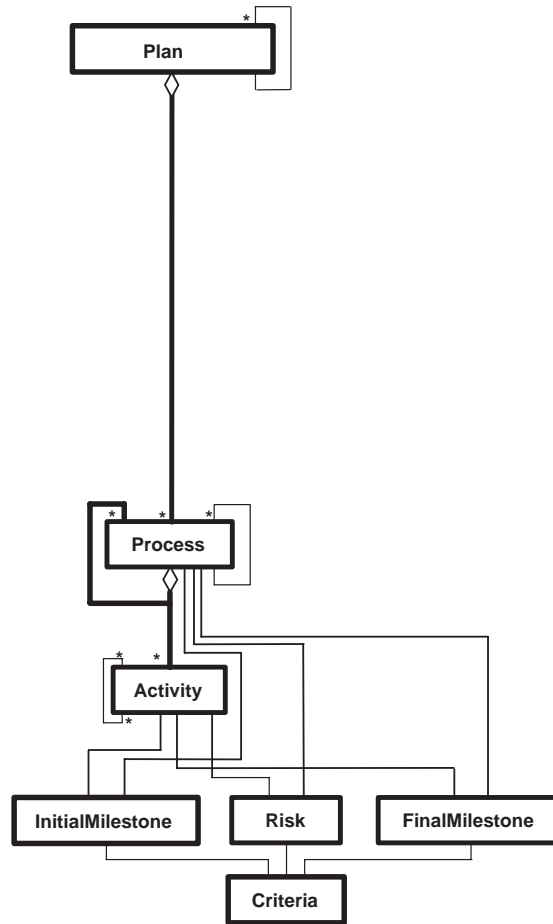 *
Plan
* * *
Process
* *
Activity
*
InitialMilestone Risk FinalMilestone
Criteria